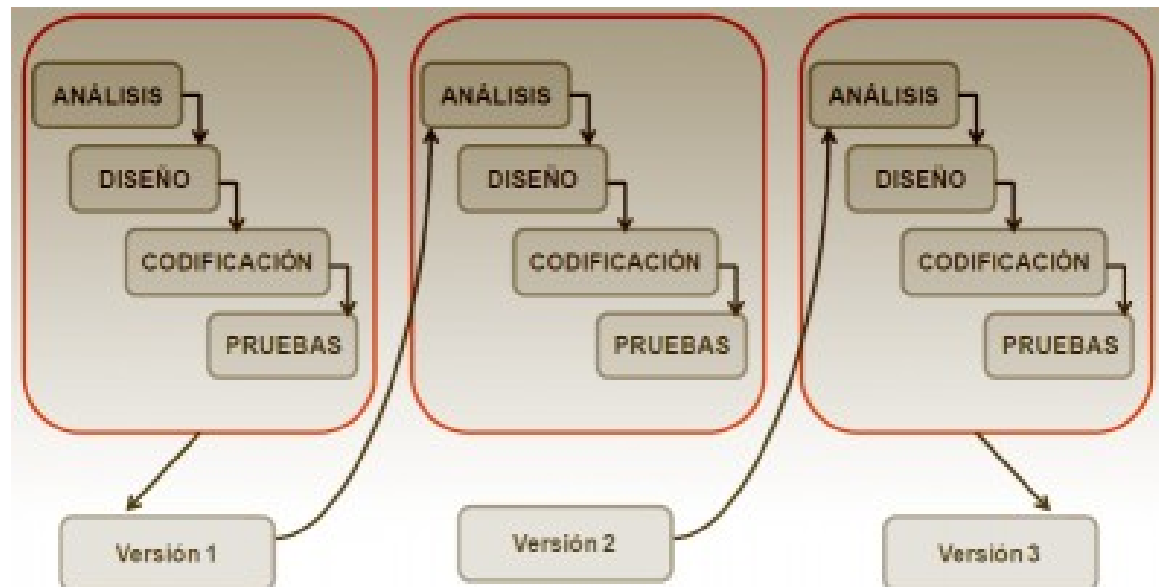 ANÁLISIS
DISEÑO
CODIFICACIÓN
PRUEBAS
Versión 1
ANÁLISIS
DISEÑO
CODIFICACIÓN
PRUEBAS
Versión 2
ANÁLISIS
DISEÑO
CODIFICACIÓN
PRUEBAS
Versión 3